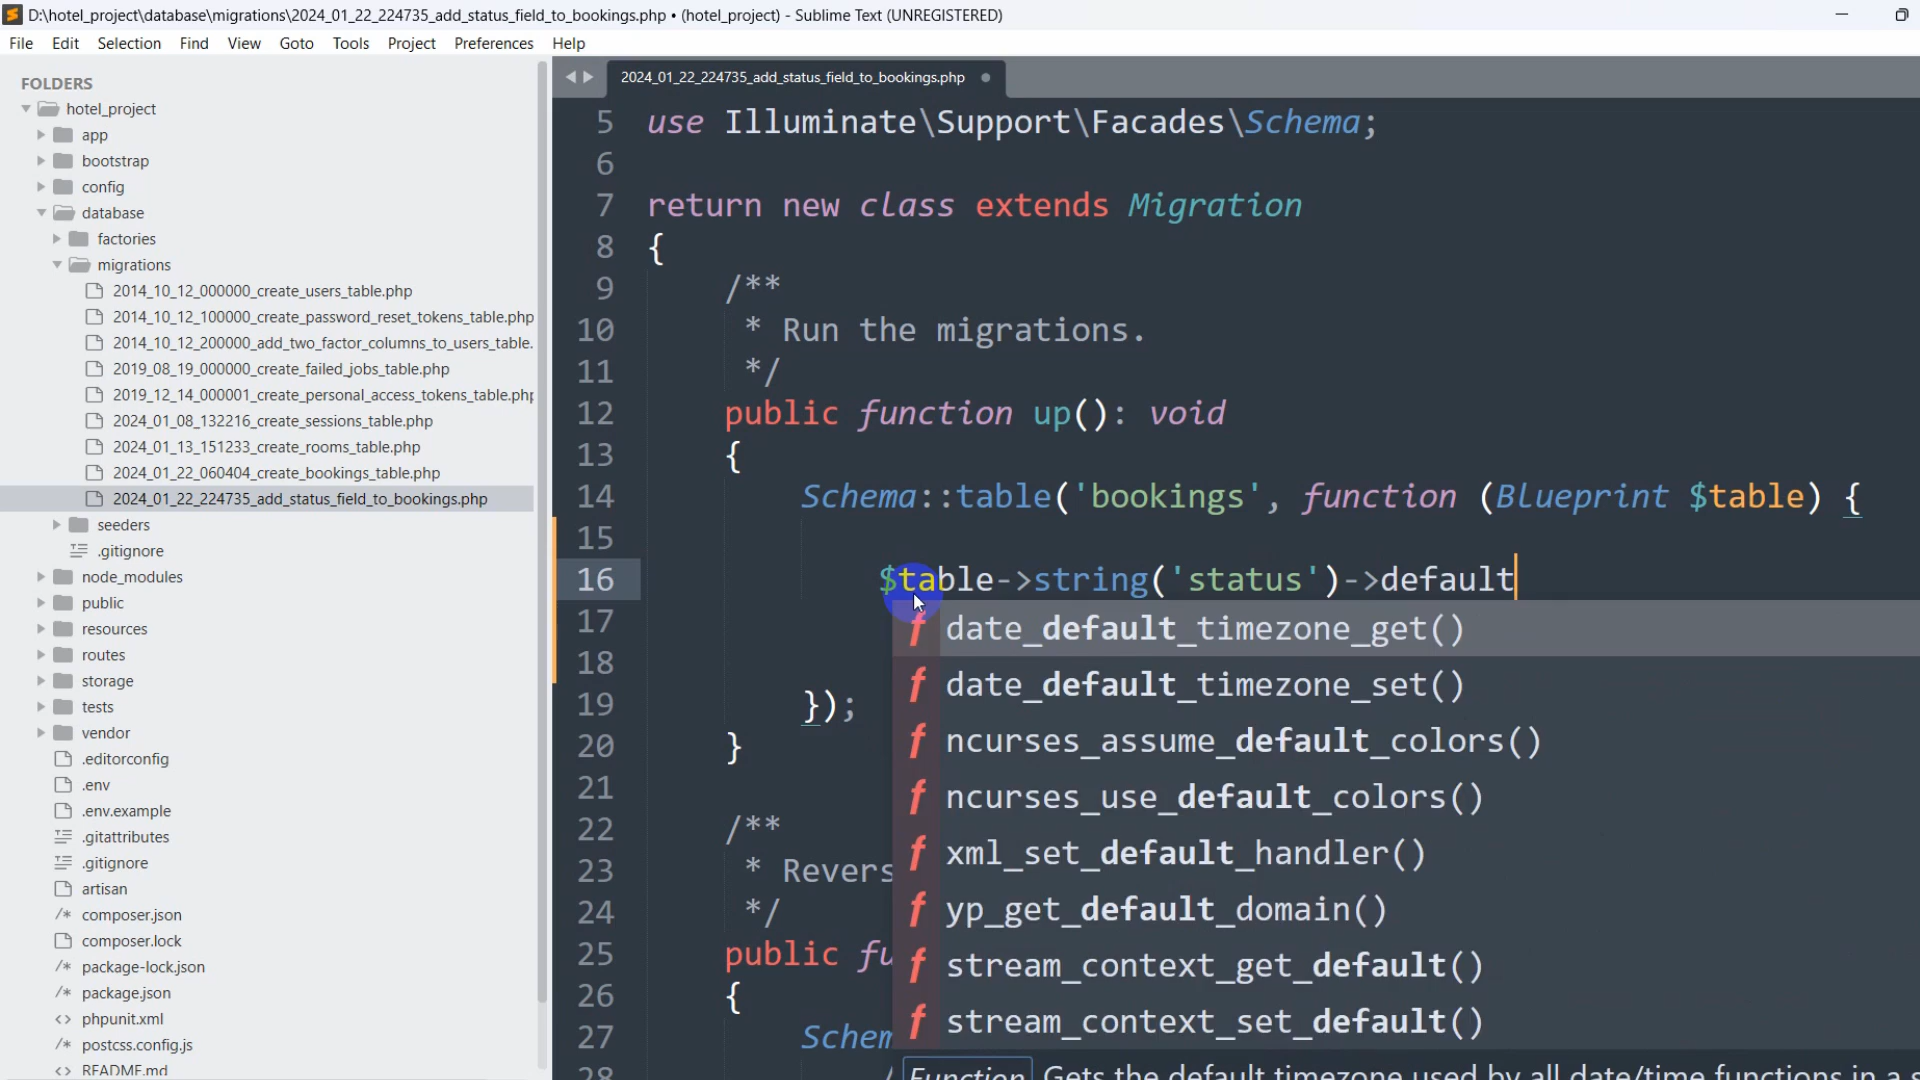 D:\hotel_project\database\migrations\2024_01_22_224735_add_status_field_to_bookings.php • (hotel_project) - Sublime Text (UNREGISTERED)
File Edit Selection Find View Goto Tools Project Preferences Help
FOLDERS
hotel_project
app
bootstrap
config
database
factories
migrations
2014_10_12_000000_create_users_table.php
2014_10_12_100000_create_password_reset_tokens_table.php
2014_10_12_200000_add_two_factor_columns_to_users_table.
2019_08_19_000000_create_failed_jobs_table.php
2019_12_14_000001_create_personal_access_tokens_table.php
2024_01_08_132216_create_sessions_table.php
2024_01_13_151233_create_rooms_table.php
2024_01_22_060404_create_bookings_table.php
2024_01_22_224735_add_status_field_to_bookings.php
seeders
.gitignore
node_modules
public
resources
routes
storage
tests
vendor
.editorconfig
.env
.env.example
.gitattributes
.gitignore
artisan
/* composer.json
composer.lock
/* package-lock.json
/* package.json
<> phpunit.xml
/* postcss.config.js
<> README.md
2024_01_22_224735_add_status_field_to_bookings.php
5 use Illuminate\Support\Facades\Schema;
6
7 return new class extends Migration
8 {
9 /**
10 * Run the migrations.
11 */
12 public function up(): void
13 {
14 Schema::table('bookings', function (Blueprint $table) {
15
16 $table->string('status')->default
17
18
19 });
20 }
21
22 /**
23 * Revers
24 */
25 public fu
26 {
27 Schem
28 /
f date_default_timezone_get()
f date_default_timezone_set()
f ncurses_assume_default_colors()
f ncurses_use_default_colors()
f xml_set_default_handler()
f yp_get_default_domain()
f stream_context_get_default()
f stream_context_set_default()
Function Gets the default timezone used by all date/time functions in a s